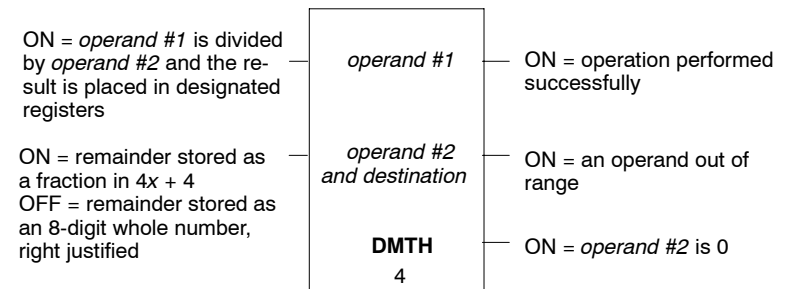 ON = operand #1 is divided
by operand #2 and the re-
sult is placed in designated
registers
operand #1
ON = operation performed
successfully
ON = remainder stored as
a fraction in 4x + 4
OFF = remainder stored as
an 8-digit whole number,
right justified
operand #2
and destination
ON = an operand out of
range
DMTH
4
ON = operand #2 is 0